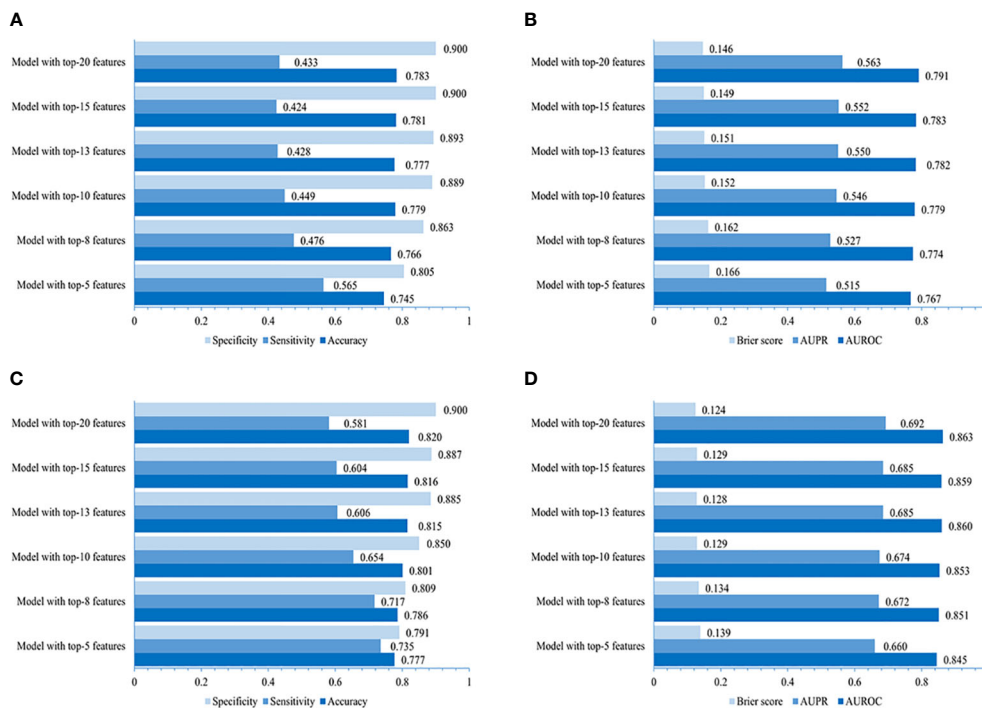 A
Model with top-20 features
0.900
0.433
0.783
Model with top-15 features
0.900
0.424
0.781
Model with top-13 features
0.893
0.428
0.777
Model with top-10 features
0.889
0.449
0.779
Model with top-8 features
0.863
0.476
0.766
Model with top-5 features
0.805
0.565
0.745
0 0.2 0.4 0.6 0.8 1
Specificity Sensitivity Accuracy
B
Model with top-20 features
0.146
0.563
0.791
Model with top-15 features
0.149
0.552
0.783
Model with top-13 features
0.151
0.550
0.782
Model with top-10 features
0.152
0.546
0.779
Model with top-8 features
0.162
0.527
0.774
Model with top-5 features
0.166
0.515
0.767
0 0.2 0.4 0.6 0.8
Brier score AUPR AUROC
C
Model with top-20 features
0.900
0.581
0.820
Model with top-15 features
0.887
0.604
0.816
Model with top-13 features
0.885
0.606
0.815
Model with top-10 features
0.850
0.654
0.801
Model with top-8 features
0.809
0.717
0.786
Model with top-5 features
0.791
0.735
0.777
0 0.2 0.4 0.6 0.8 1
Specificity Sensitivity Accuracy
D
Model with top-20 features
0.124
0.692
0.863
Model with top-15 features
0.129
0.685
0.859
Model with top-13 features
0.128
0.685
0.860
Model with top-10 features
0.129
0.674
0.853
Model with top-8 features
0.134
0.672
0.851
Model with top-5 features
0.139
0.660
0.845
0 0.2 0.4 0.6 0.8
Brier score AUPR AUROC